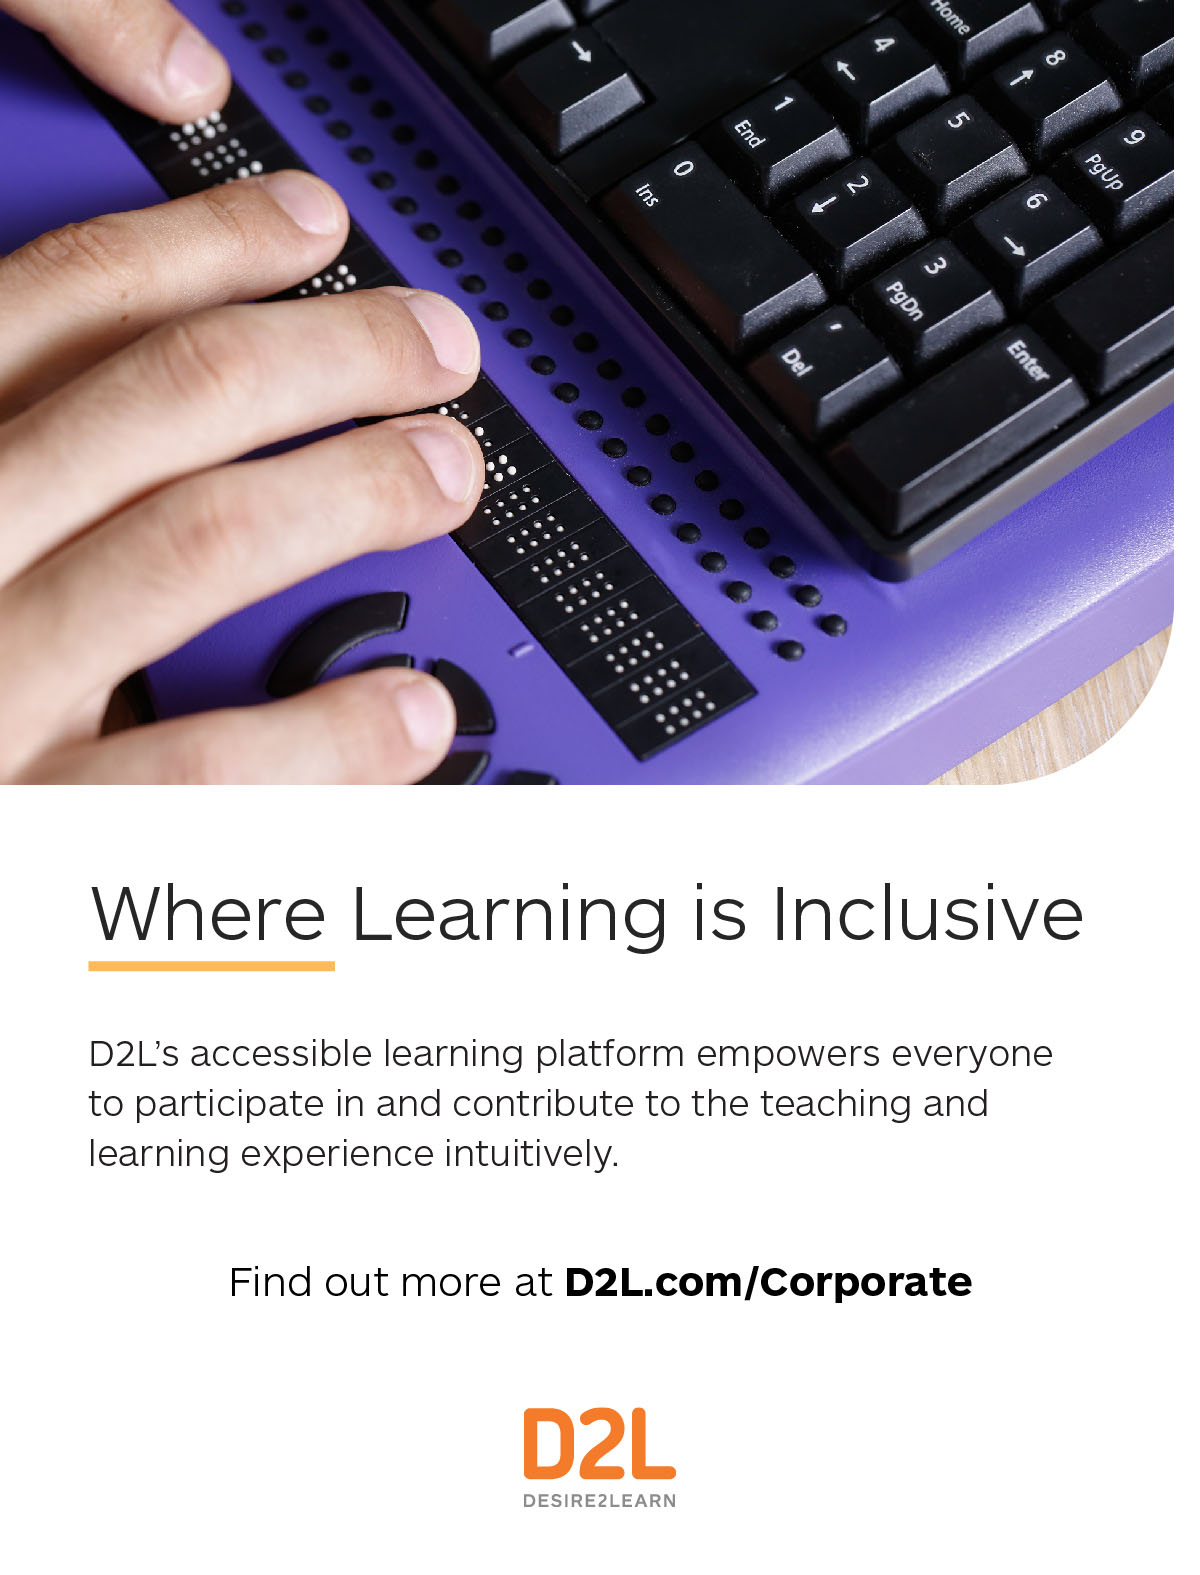 Home
4
8
1
End
5
9
PgUp
0
Ins
2
6
3
PgDn
,
Del
Enter
Where Learning is Inclusive
D2L’s accessible learning platform empowers everyone
to participate in and contribute to the teaching and
learning experience intuitively.
Find out more at D2L.com/Corporate
D2L
DESIRE2LEARN